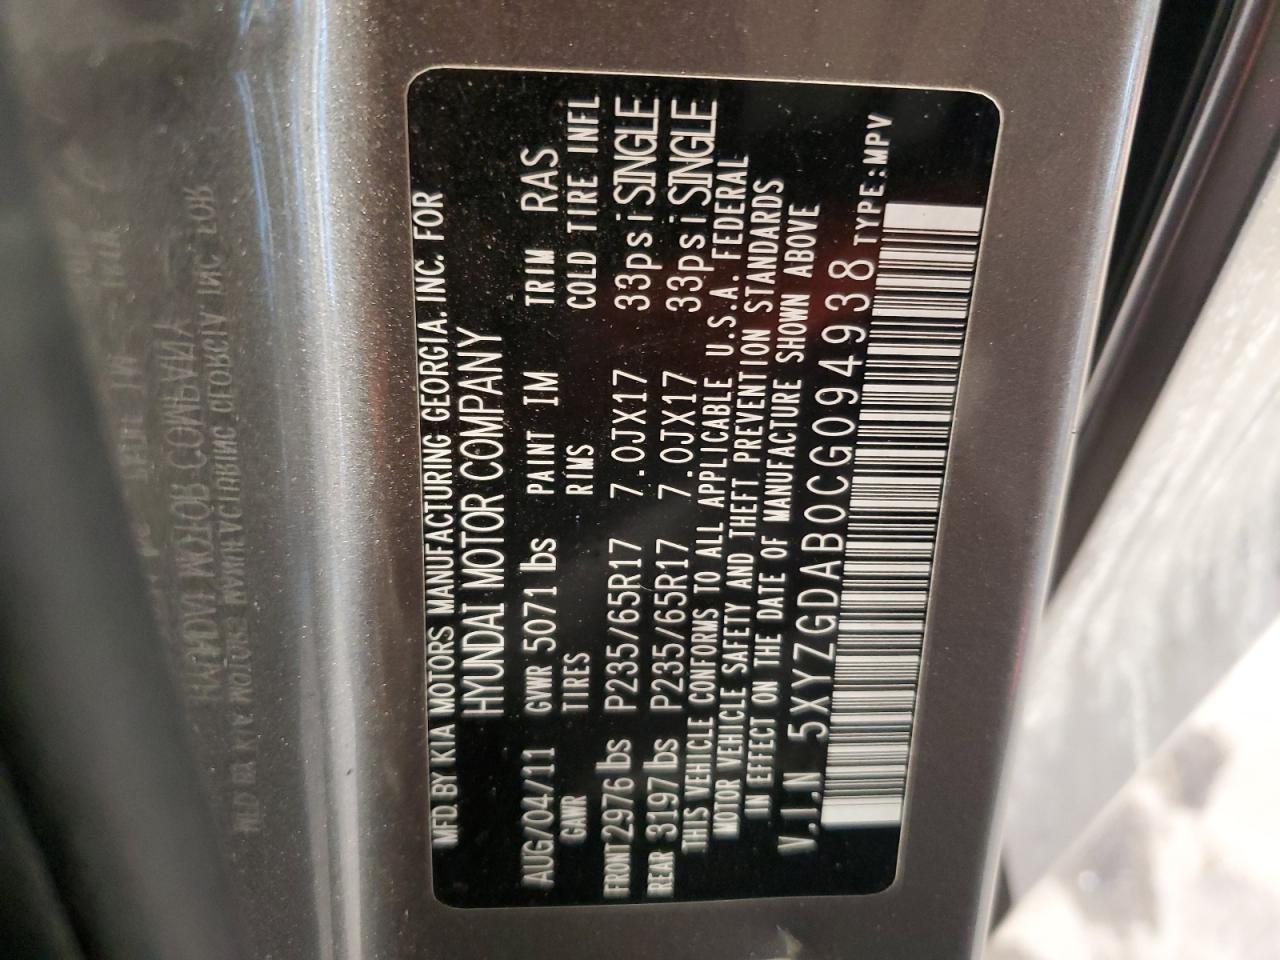 MFD BY KIA MOTORS MANUFACTURING GEORGIA. INC. FOR
HYUNDAI MOTOR COMPANY
AUG/04/11 GVWR 5071 lbs PAINT IM TRIM RAS
GAWR TIRES RIMS COLD TIRE INFL
FRONT 2976 lbs P235/65R17 7.0JX17 33psi SINGLE
REAR 3197 lbs P235/65R17 7.0JX17 33psi SINGLE
THIS VEHICLE CONFORMS TO ALL APPLICABLE U.S.A. FEDERAL
MOTOR VEHICLE SAFETY AND THEFT PREVENTION STANDARDS
IN EFFECT ON THE DATE OF MANUFACTURE SHOWN ABOVE
V.I.N 5XYZGDAB0CG094938 TYPE:MPV